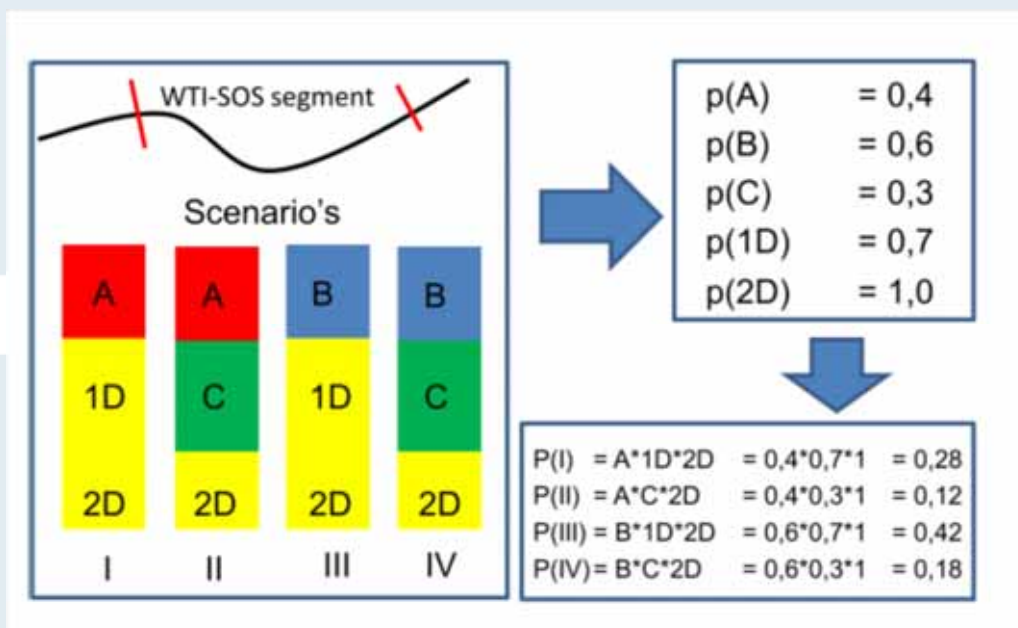 WTI-SOS segment
Scenario's
A A B B
1D C 1D C
2D 2D 2D 2D
I II III IV
p(A) = 0,4
p(B) = 0,6
p(C) = 0,3
p(1D) = 0,7
p(2D) = 1,0
P(I) = A*1D*2D = 0,4*0,7*1 = 0,28
P(II) = A*C*2D = 0,4*0,3*1 = 0,12
P(III) = B*1D*2D = 0,6*0,7*1 = 0,42
P(IV)= B*C*2D = 0,6*0,3*1 = 0,18